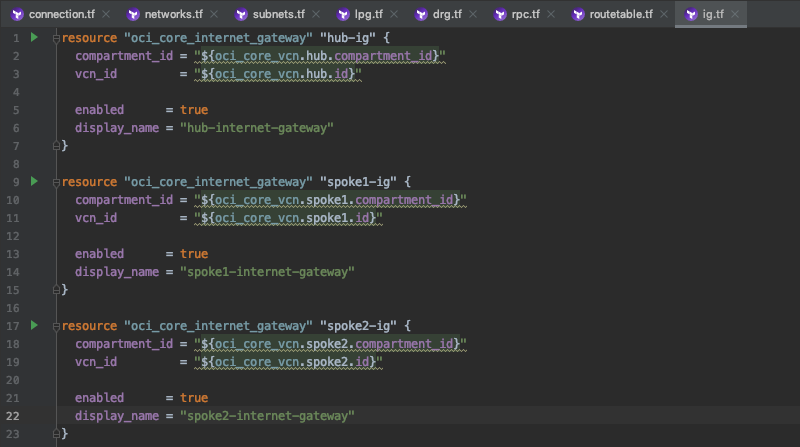 connection.tf networks.tf subnets.tf lpg.tf drg.tf rpc.tf routetable.tf ig.tf
1 resource "oci_core_internet_gateway" "hub-ig" {
2 compartment_id = "${oci_core_vcn.hub.compartment_id}"
3 vcn_id         = "${oci_core_vcn.hub.id}"
4
5 enabled      = true
6 display_name = "hub-internet-gateway"
7 }
8
9 resource "oci_core_internet_gateway" "spoke1-ig" {
10 compartment_id = "${oci_core_vcn.spoke1.compartment_id}"
11 vcn_id         = "${oci_core_vcn.spoke1.id}"
12
13 enabled      = true
14 display_name = "spoke1-internet-gateway"
15 }
16
17 resource "oci_core_internet_gateway" "spoke2-ig" {
18 compartment_id = "${oci_core_vcn.spoke2.compartment_id}"
19 vcn_id         = "${oci_core_vcn.spoke2.id}"
20
21 enabled      = true
22 display_name = "spoke2-internet-gateway"
23 }